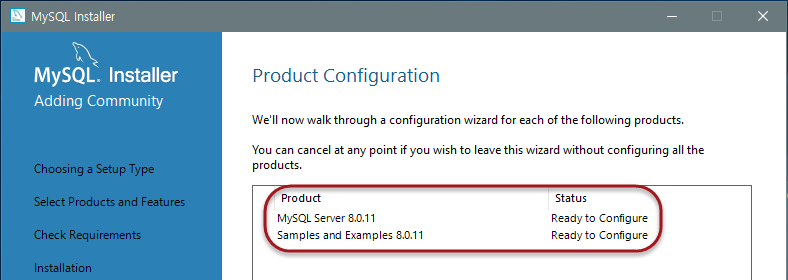 MySQL Installer
MySQL. Installer
Adding Community
Choosing a Setup Type
Select Products and Features
Check Requirements
Installation
Product Configuration
We'll now walk through a configuration wizard for each of the following products.
You can cancel at any point if you wish to leave this wizard without configuring all the
products.
Product Status
MySQL Server 8.0.11 Ready to Configure
Samples and Examples 8.0.11 Ready to Configure